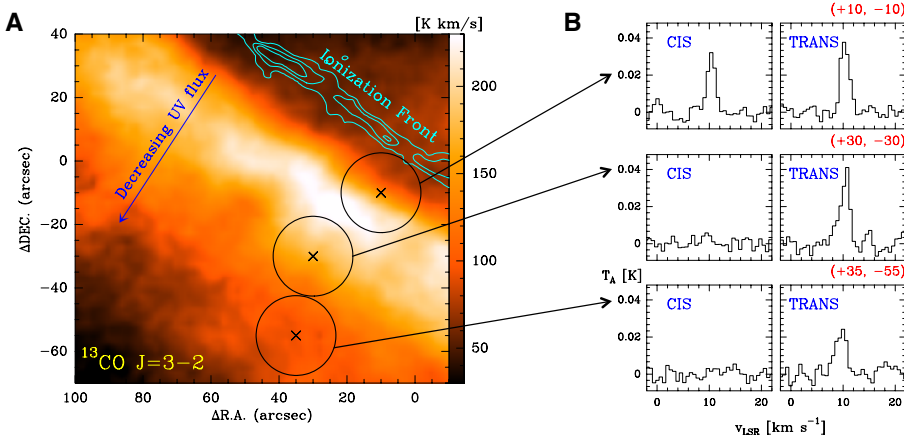 A
[K km/s]
40
20
0
−20
−40
−60
ΔDEC. (arcsec)
Ionization Front
Decreasing UV flux
¹³CO J=3−2
100
80
60
40
20
0
ΔR.A. (arcsec)
200
150
100
50
B
(+10, −10)
0.04
0.02
0
CIS
TRANS
(+30, −30)
0.04
0.02
0
CIS
TRANS
(+35, −55)
T_A [K]
0.04
0.02
0
CIS
TRANS
0
10
20
0
10
20
v_LSR [km s⁻¹]